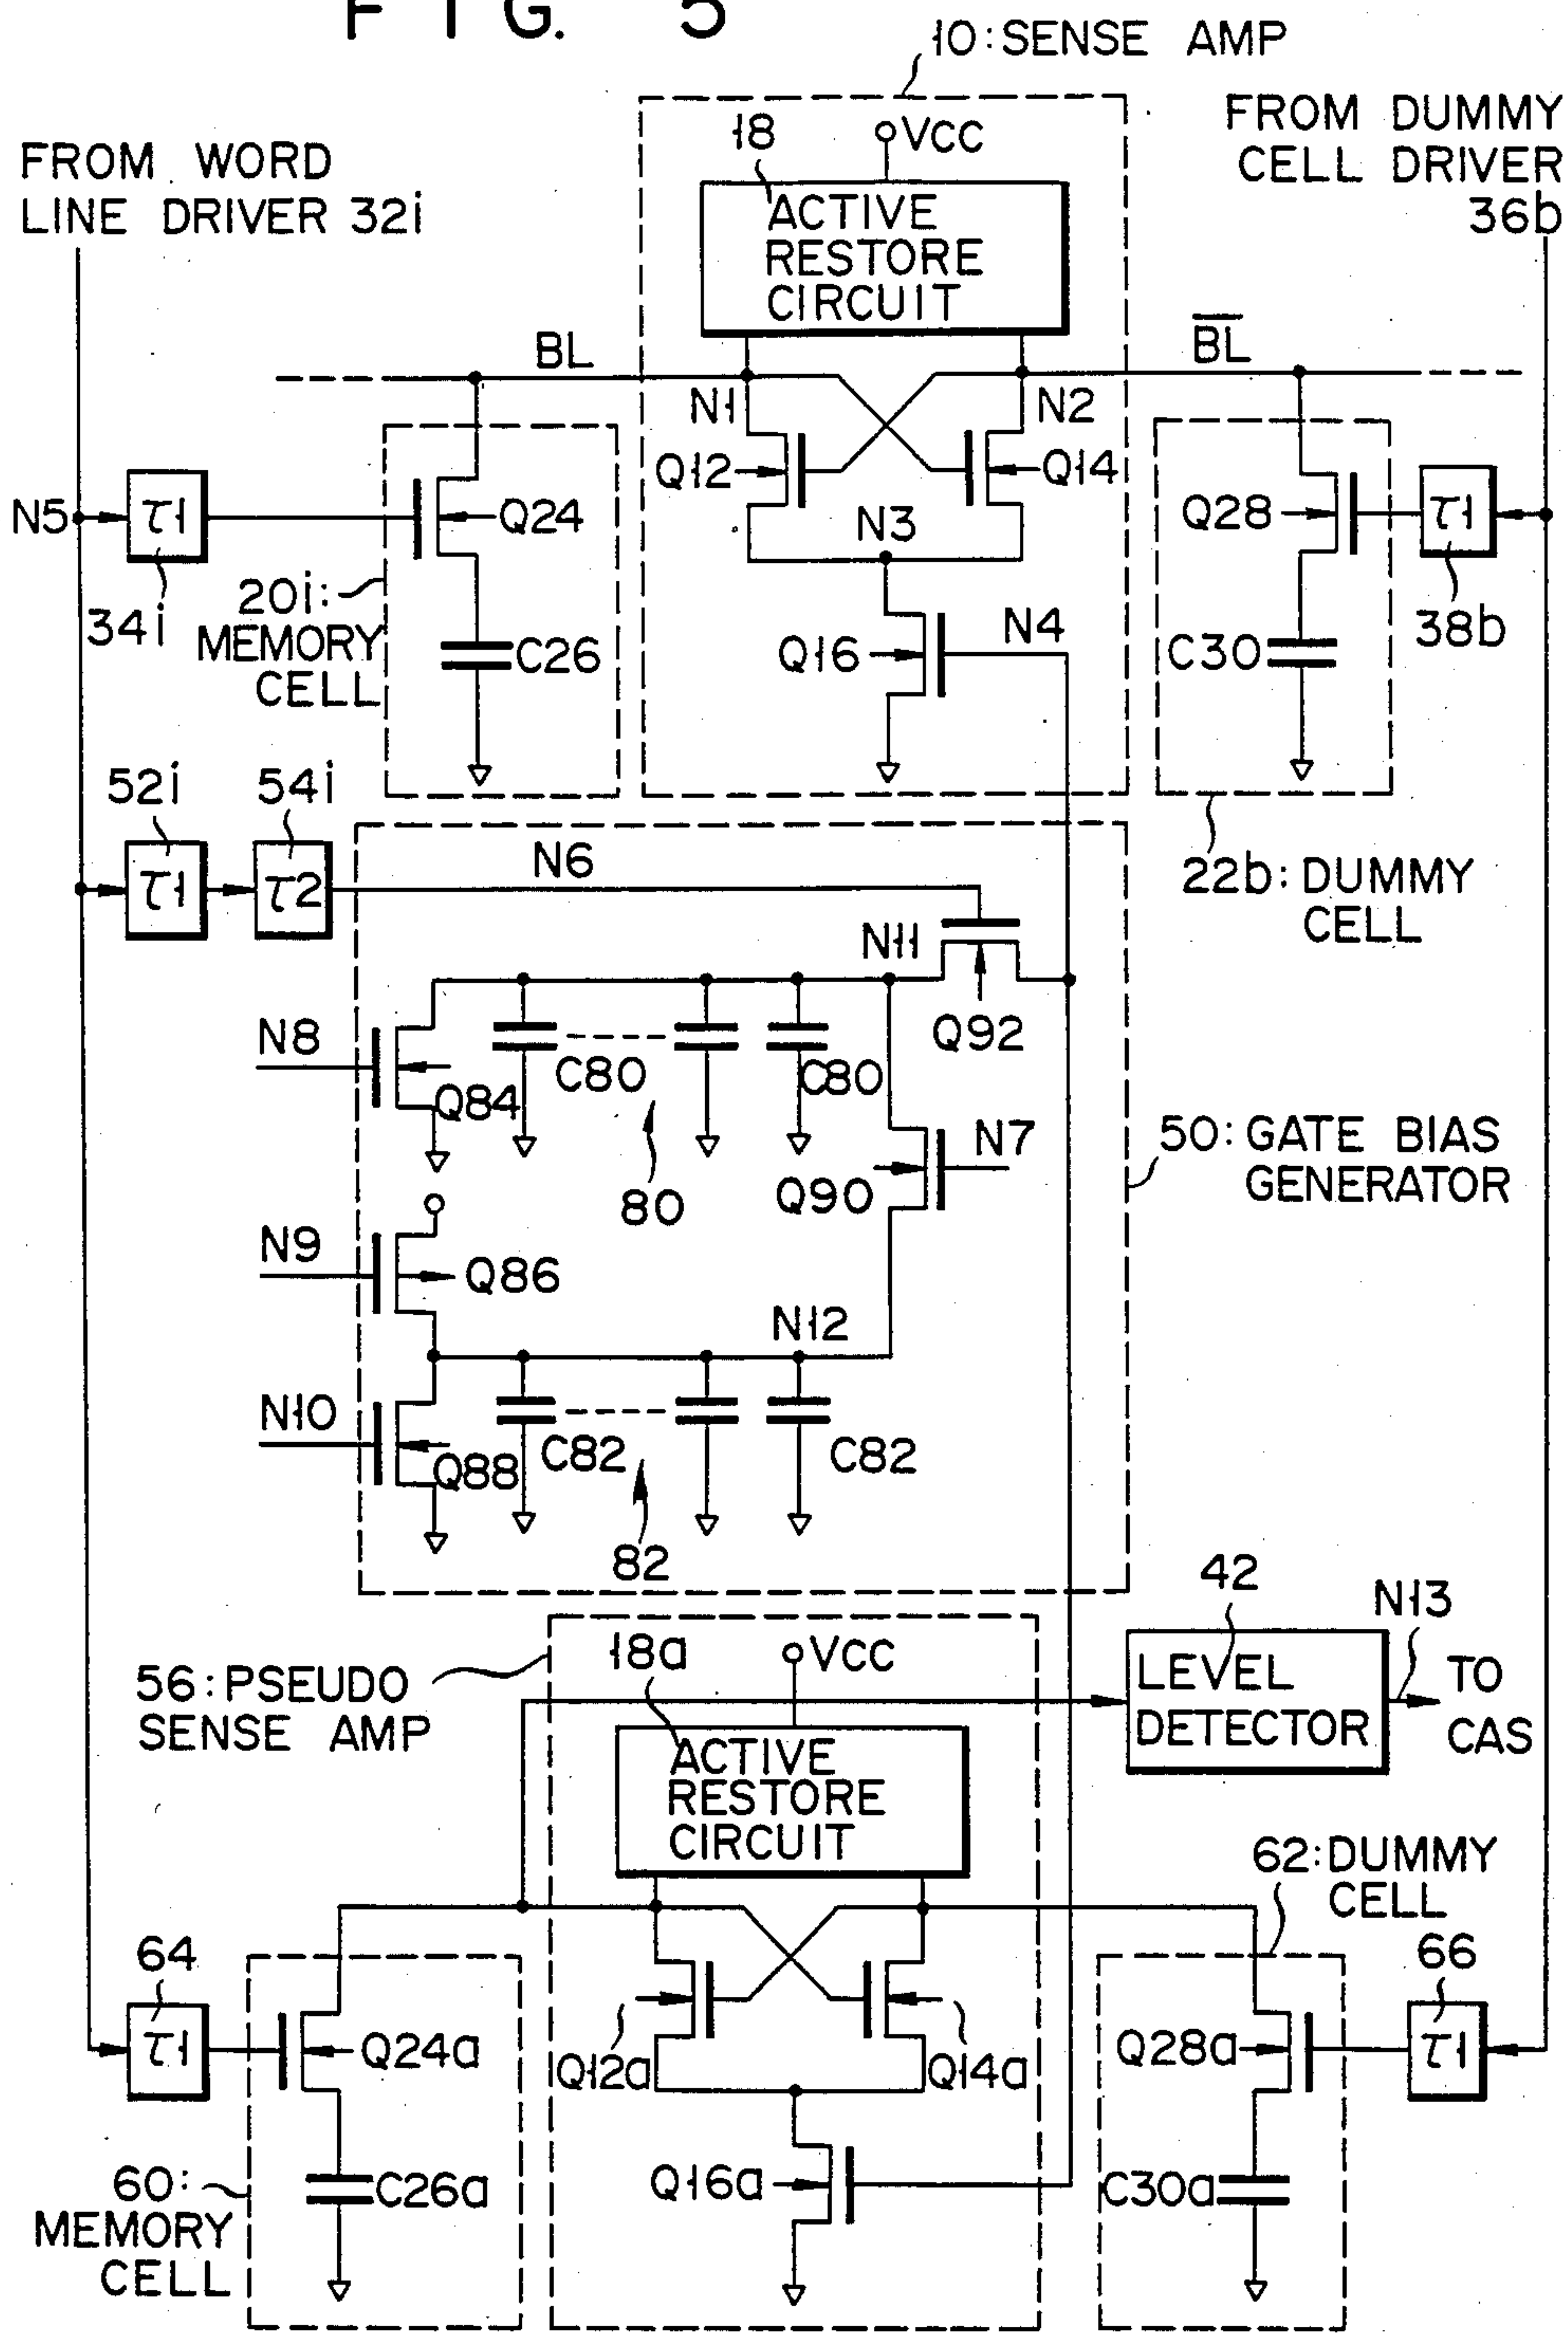 FIG. 5
10:SENSE AMP
FROM WORD
LINE DRIVER 32i
FROM DUMMY
CELL DRIVER
36b
18
VCC
ACTIVE
RESTORE
CIRCUIT
BL
B̅L̅
N1
N2
Q12
Q14
N3
N5
τ1
34i
Q24
20i:
MEMORY
CELL
C26
Q16
N4
Q28
τ1
38b
C30
22b:DUMMY
CELL
52i
54i
τ1
τ2
N6
N11
Q92
N8
Q84
C80
C80
80
Q90
N7
50:GATE BIAS
GENERATOR
N9
Q86
N12
N10
Q88
C82
C82
82
42
N13
LEVEL
DETECTOR
TO
CAS
56:PSEUDO
SENSE AMP
18a
VCC
ACTIVE
RESTORE
CIRCUIT
62:DUMMY
CELL
64
τ1
Q24a
Q12a
Q14a
Q28a
66
τ1
60:
MEMORY
CELL
C26a
Q16a
C30a